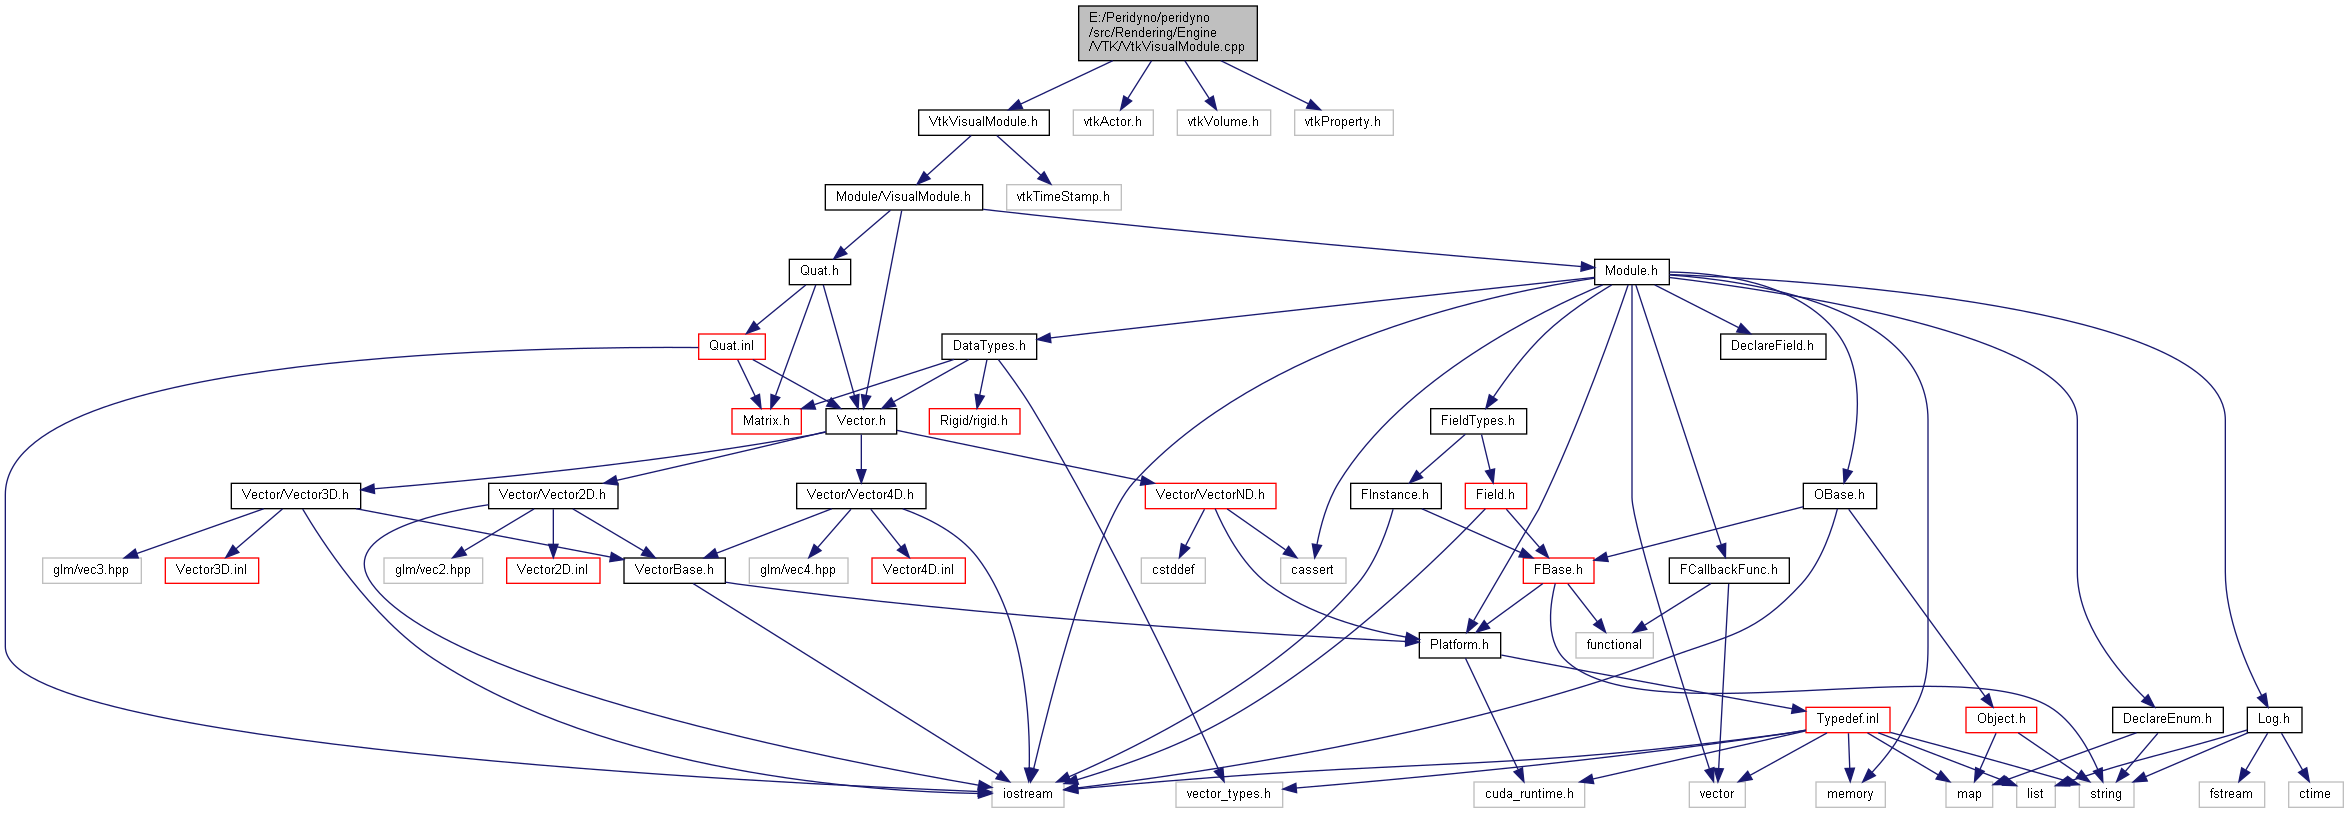 E:/Peridyno/peridyno
/src/Rendering/Engine
/VTK/VtkVisualModule.cpp
VtkVisualModule.h
vtkActor.h
vtkVolume.h
vtkProperty.h
Module/VisualModule.h
vtkTimeStamp.h
Quat.h
Module.h
Quat.inl
DataTypes.h
DeclareField.h
Matrix.h
Vector.h
Rigid/rigid.h
FieldTypes.h
Vector/Vector3D.h
Vector/Vector2D.h
Vector/Vector4D.h
Vector/VectorND.h
FInstance.h
Field.h
OBase.h
glm/vec3.hpp
Vector3D.inl
glm/vec2.hpp
Vector2D.inl
VectorBase.h
glm/vec4.hpp
Vector4D.inl
cstddef
cassert
FBase.h
FCallbackFunc.h
Platform.h
functional
Typedef.inl
Object.h
DeclareEnum.h
Log.h
iostream
vector_types.h
cuda_runtime.h
vector
memory
map
list
string
fstream
ctime